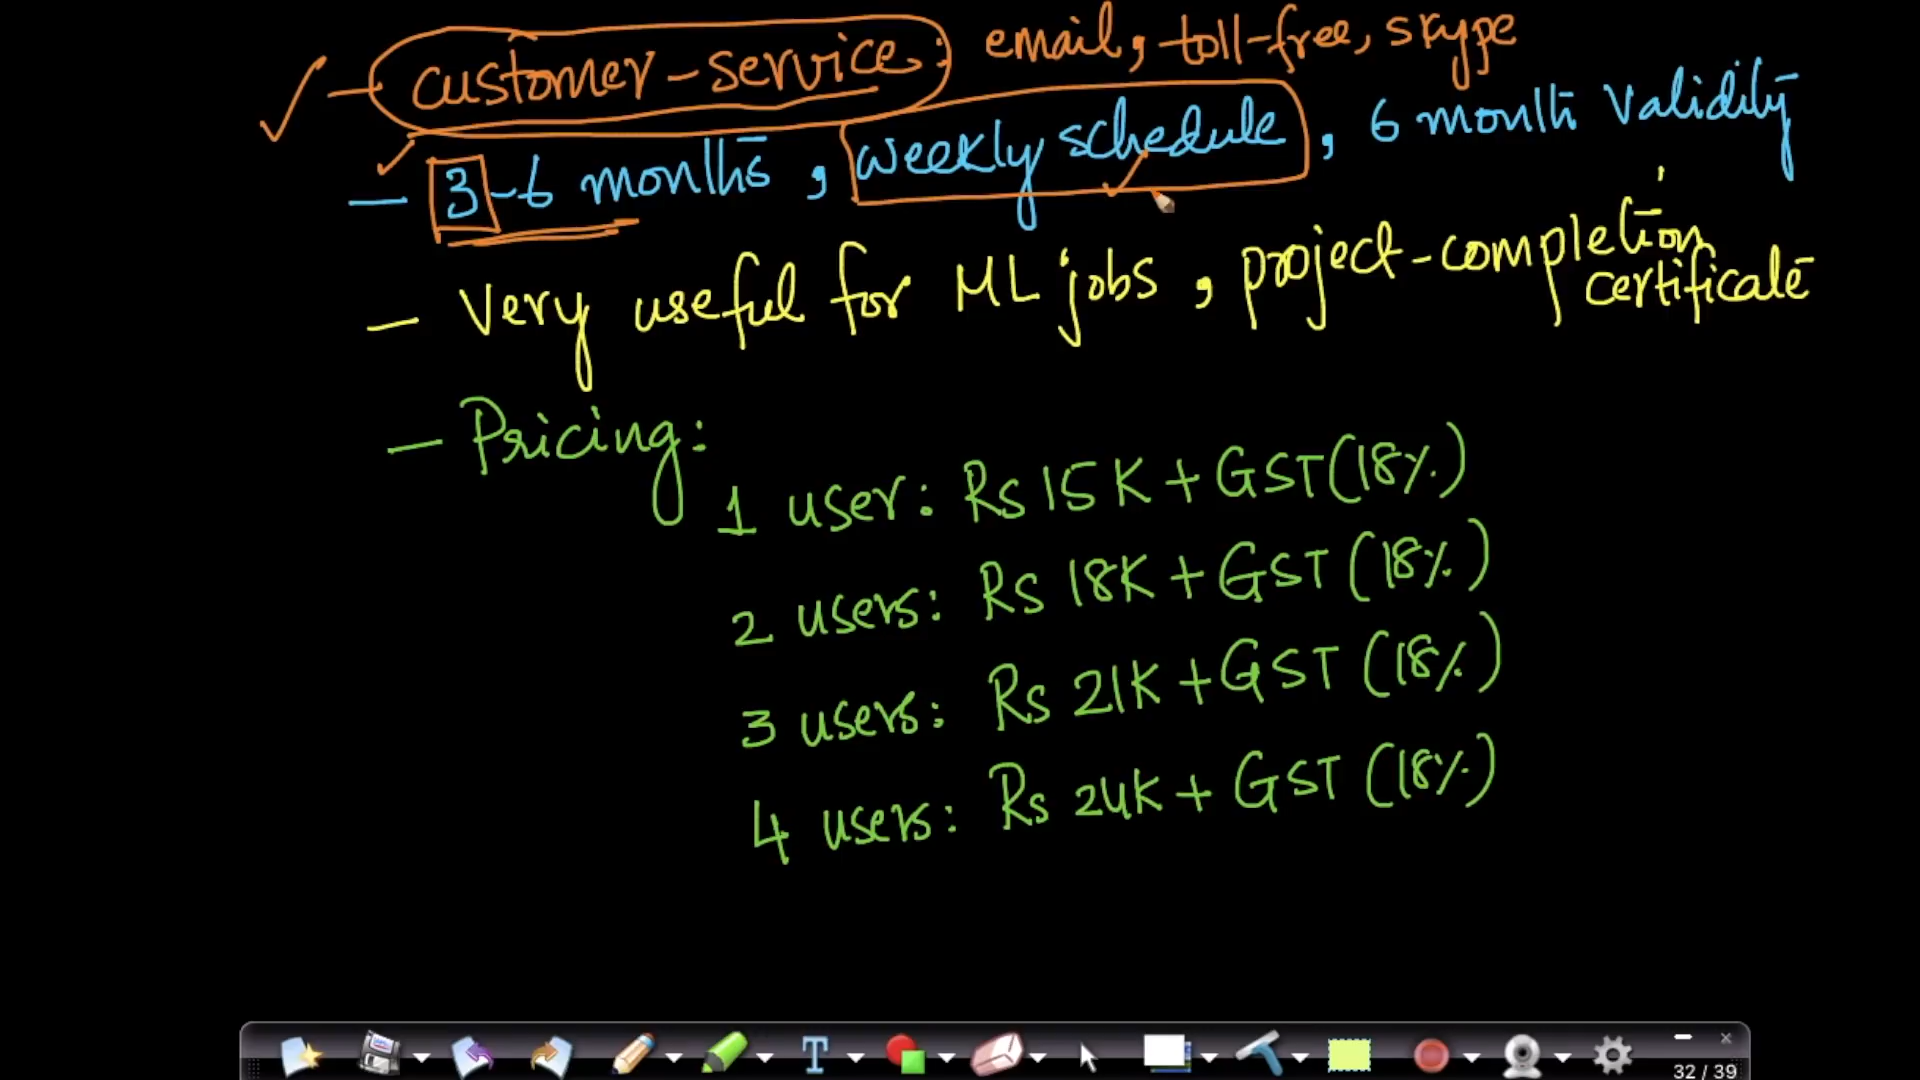 - customer-service: email, toll-free, skype
- 3-6 months, weekly schedule, 6 month validity
- Very useful for ML jobs, project-completion
certificate
- Pricing:
1 user: Rs 15K + GST (18%)
2 users: Rs 18K + GST (18%)
3 users: Rs 21K + GST (18%)
4 users: Rs 24K + GST (18%)
T
32 / 39